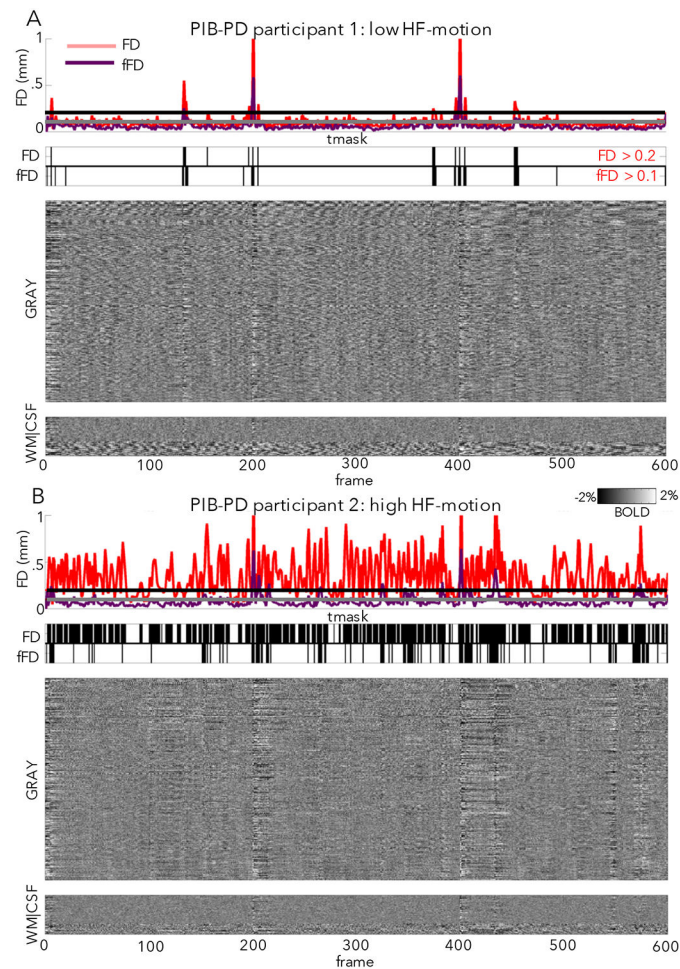 A
PIB-PD participant 1: low HF-motion
FD
fFD
FD (mm)
1
.5
0
tmask
FD
FD > 0.2
fFD
fFD > 0.1
GRAY
WM|CSF
0 100 200 300 400 500 600
frame
B
PIB-PD participant 2: high HF-motion
-2% 2%
BOLD
FD (mm)
1
.5
0
tmask
FD
fFD
GRAY
WM|CSF
0 100 200 300 400 500 600
frame